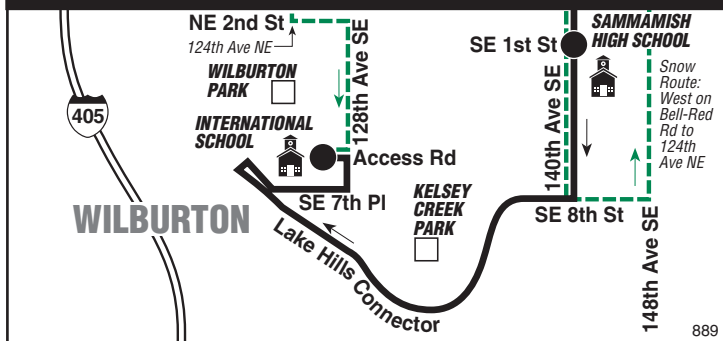 NE 2nd St
124th Ave NE
WILBURTON
PARK
128th Ave SE
405
INTERNATIONAL
SCHOOL
Access Rd
SE 7th Pl
WILBURTON
Lake Hills Connector
KELSEY
CREEK
PARK
SE 1st St
SAMMAMISH
HIGH SCHOOL
140th Ave SE
Snow
Route:
West on
Bell-Red
Rd to
124th
Ave NE
SE 8th St
148th Ave SE
889